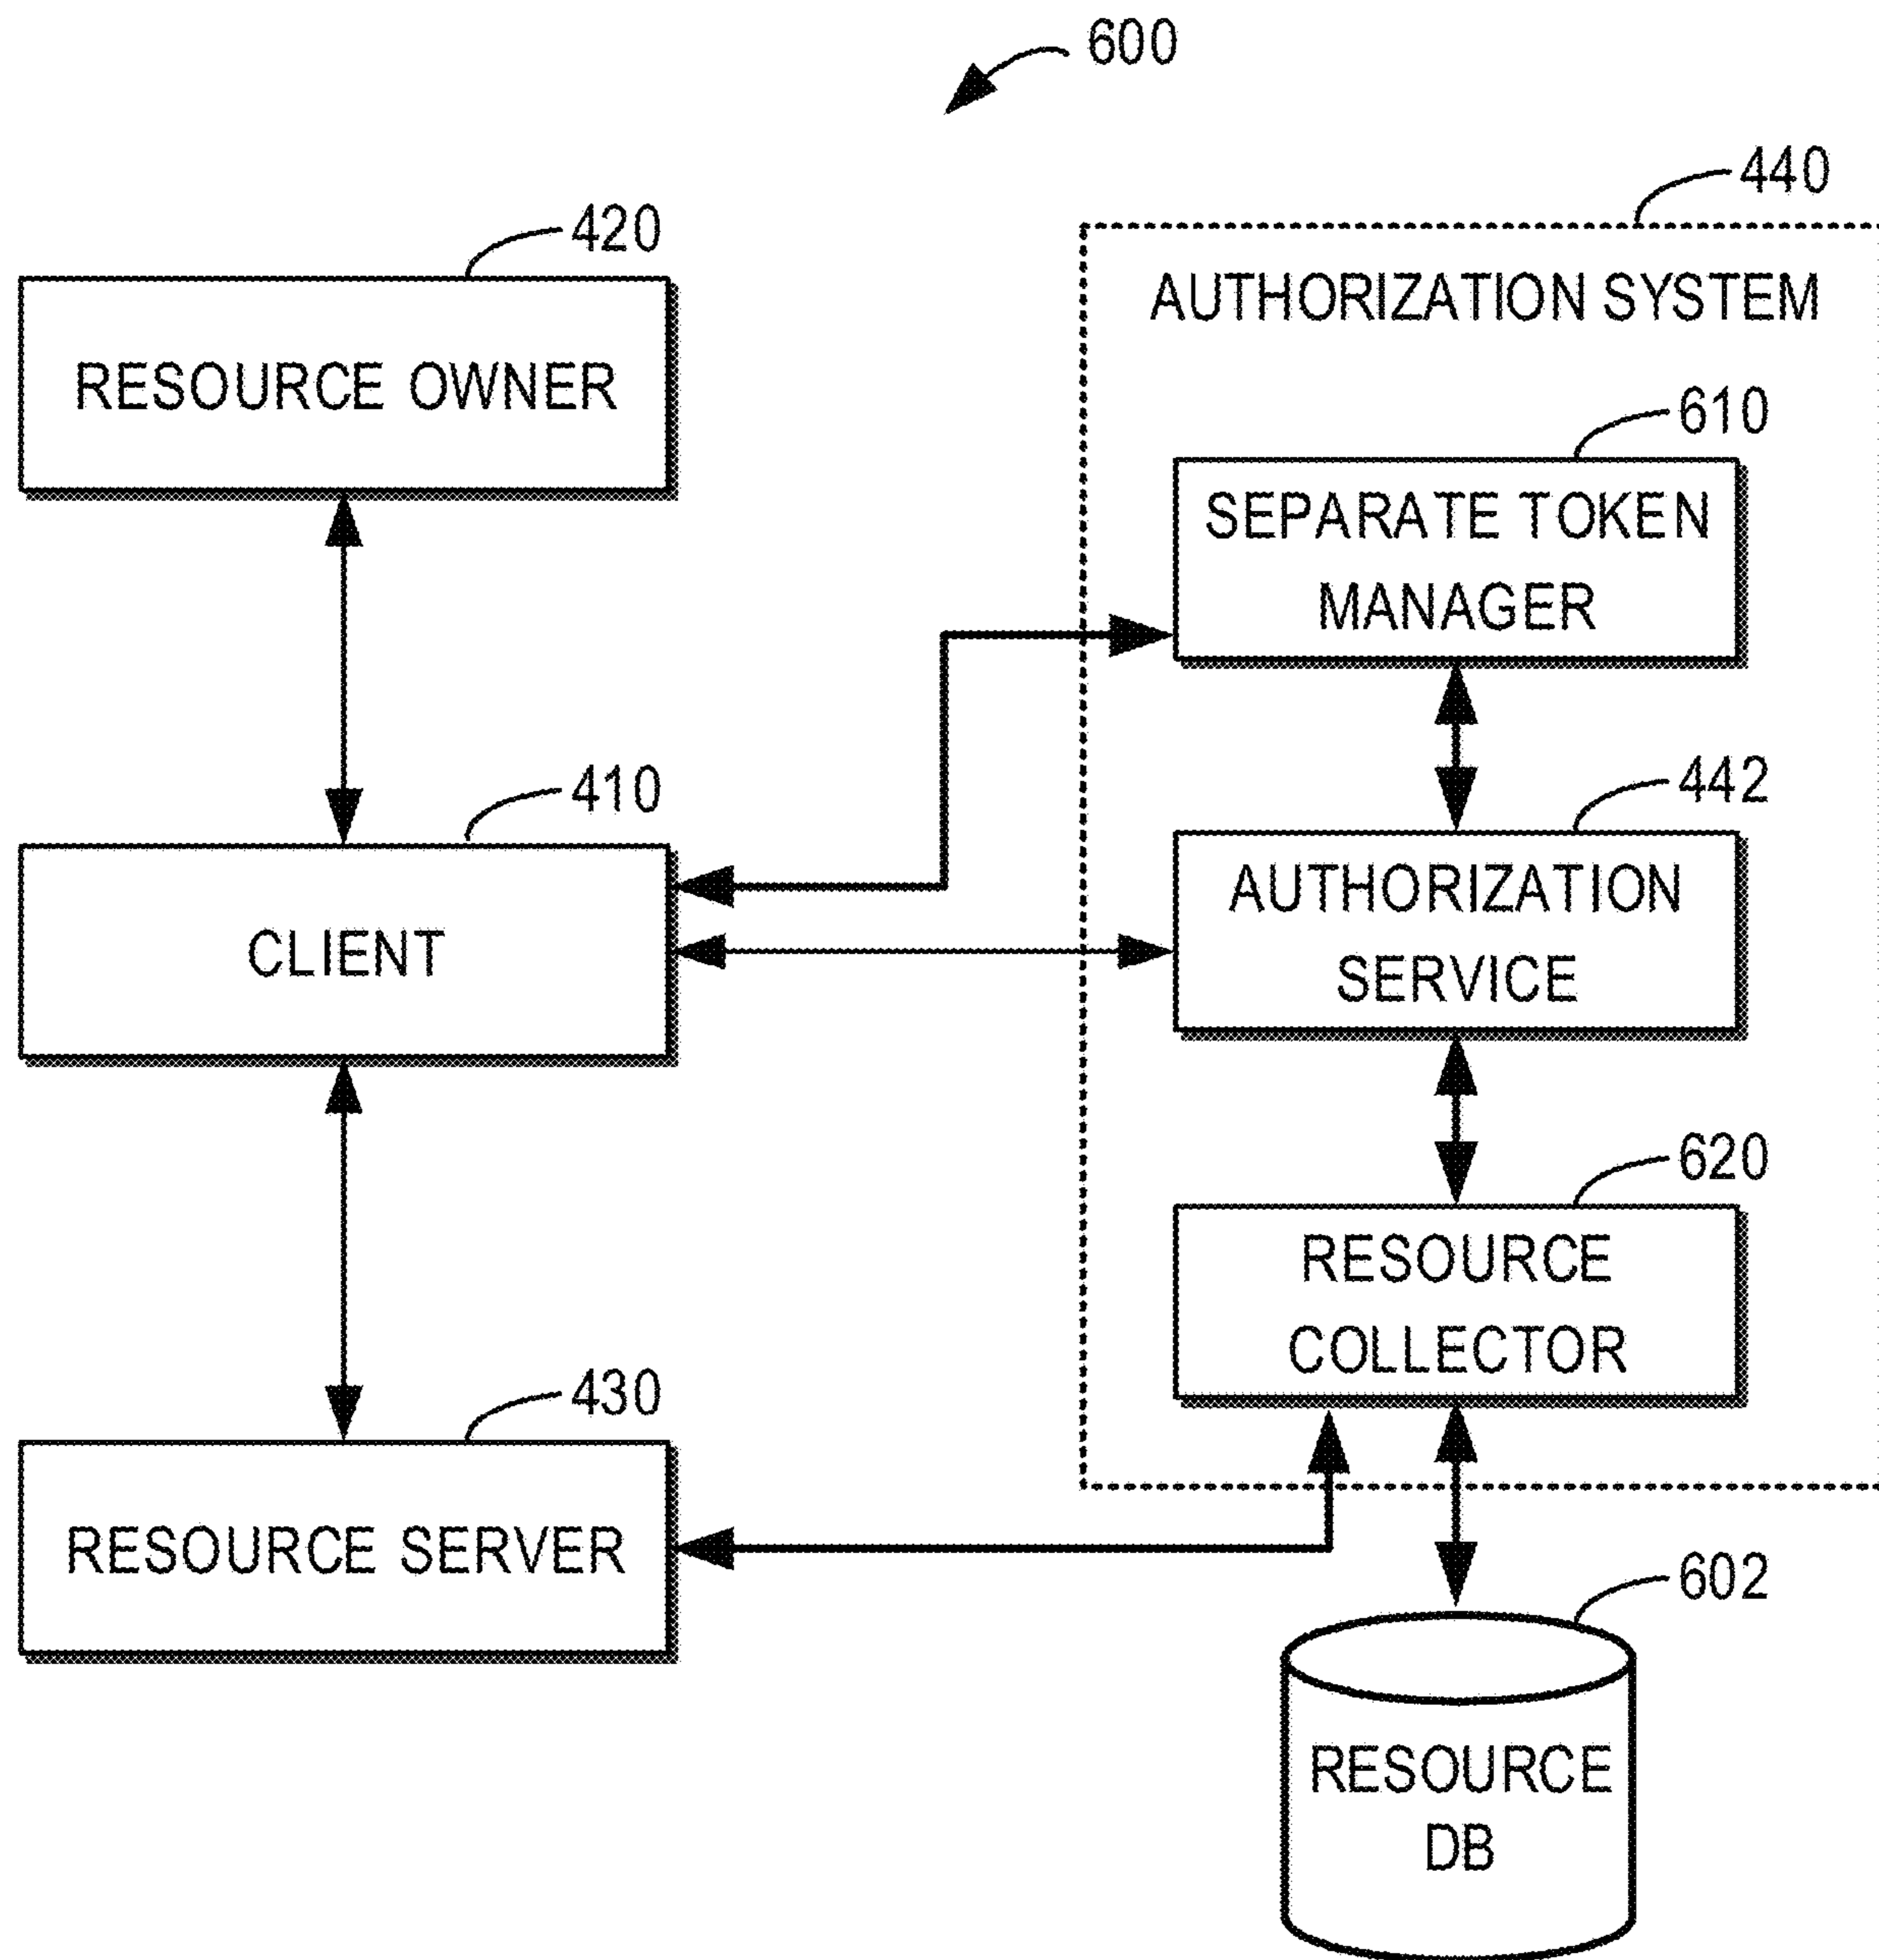 600
440
420
AUTHORIZATION SYSTEM
RESOURCE OWNER
610
SEPARATE TOKEN
MANAGER
410
442
CLIENT
AUTHORIZATION
SERVICE
620
RESOURCE
COLLECTOR
430
RESOURCE SERVER
602
RESOURCE
DB